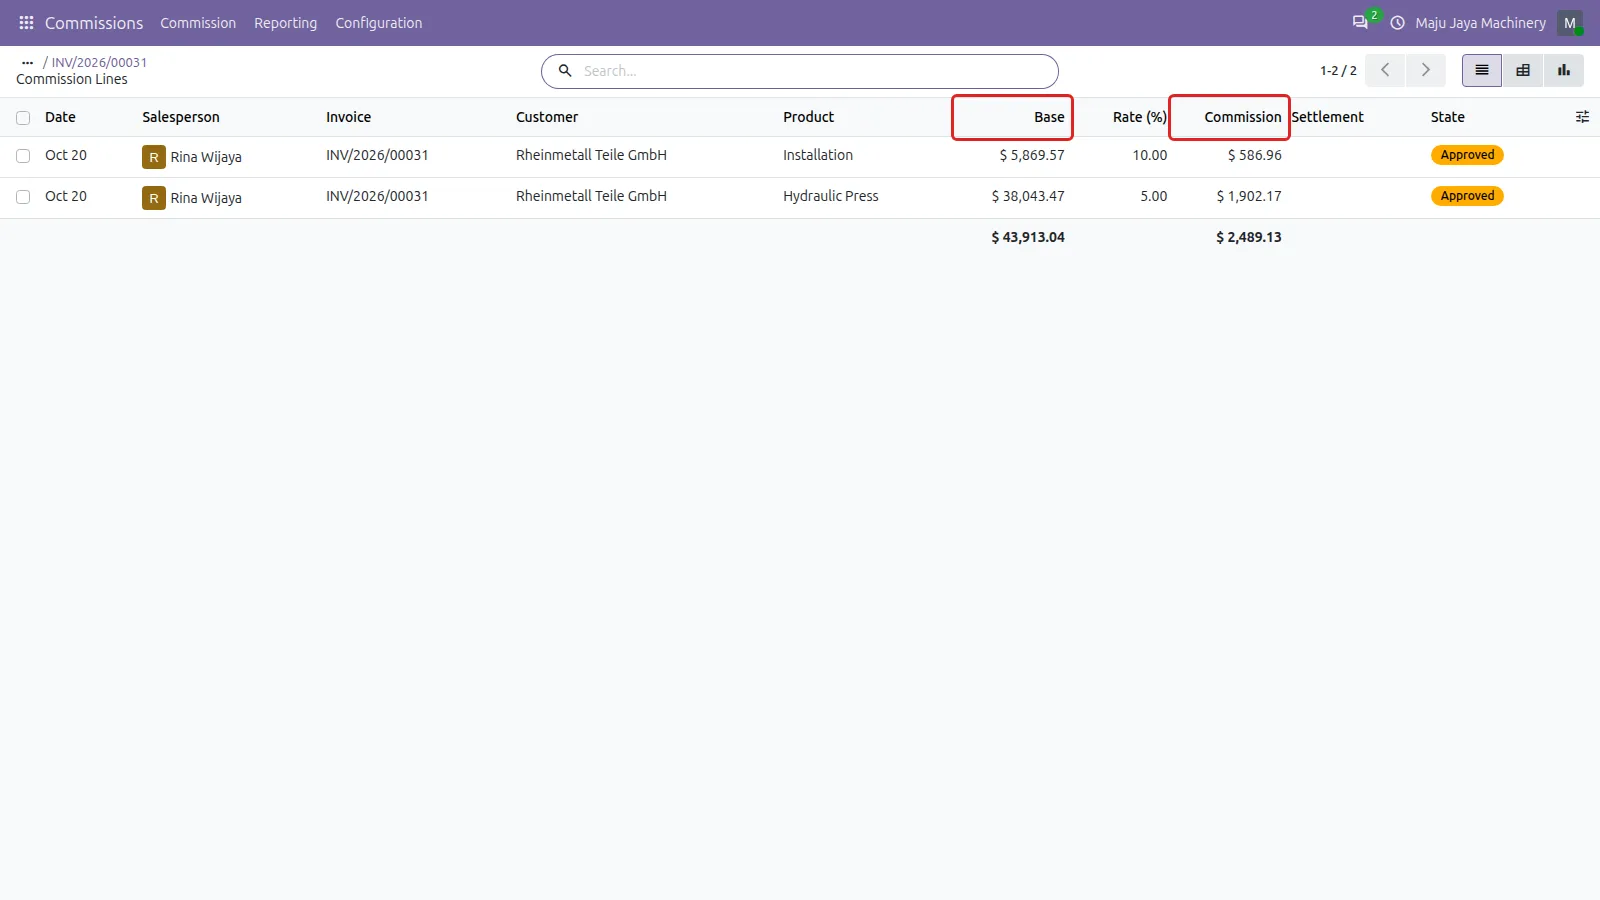 Commissions Commission Reporting Configuration 2 Maju Jaya Machinery M
... / INV/2026/00031
Commission Lines
Search...
1-2 / 2
Date Salesperson Invoice Customer Product Base Rate (%) Commission Settlement State
Oct 20 R Rina Wijaya INV/2026/00031 Rheinmetall Teile GmbH Installation $ 5,869.57 10.00 $ 586.96 Approved
Oct 20 R Rina Wijaya INV/2026/00031 Rheinmetall Teile GmbH Hydraulic Press $ 38,043.47 5.00 $ 1,902.17 Approved
$ 43,913.04 $ 2,489.13